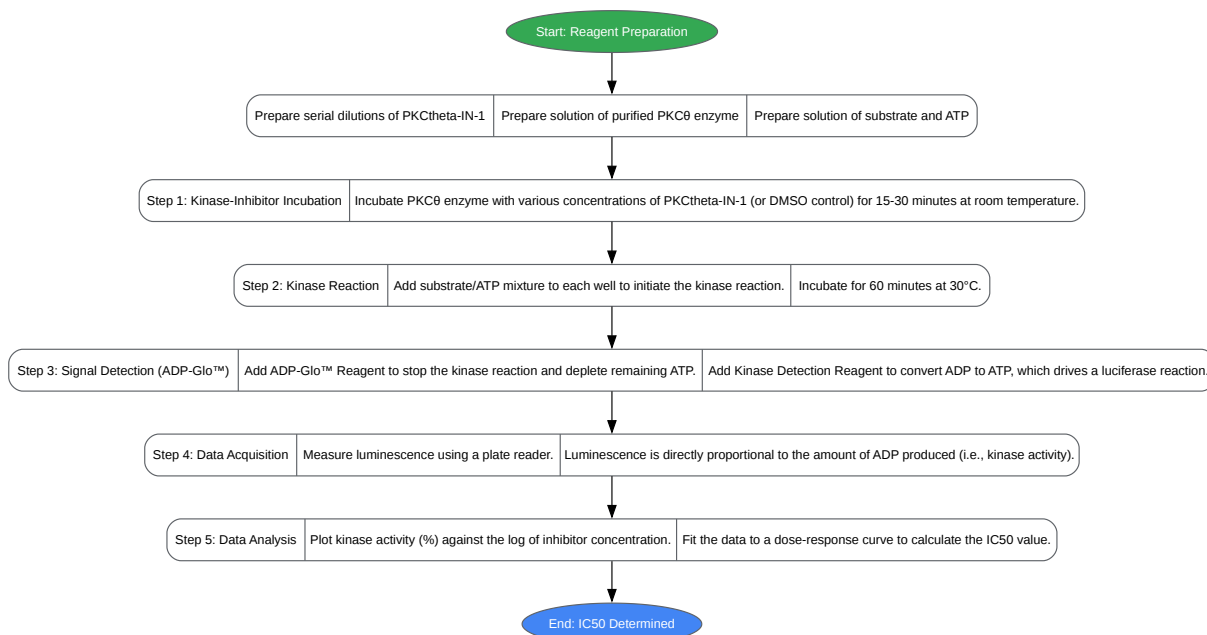 Start: Reagent Preparation
Prepare serial dilutions of PKCtheta-IN-1
Prepare solution of purified PKCθ enzyme
Prepare solution of substrate and ATP
Step 1: Kinase-Inhibitor Incubation
Incubate PKCθ enzyme with various concentrations of PKCtheta-IN-1 (or DMSO control) for 15-30 minutes at room temperature.
Step 2: Kinase Reaction
Add substrate/ATP mixture to each well to initiate the kinase reaction.
Incubate for 60 minutes at 30°C.
Step 3: Signal Detection (ADP-Glo™)
Add ADP-Glo™ Reagent to stop the kinase reaction and deplete remaining ATP.
Add Kinase Detection Reagent to convert ADP to ATP, which drives a luciferase reaction.
Step 4: Data Acquisition
Measure luminescence using a plate reader.
Luminescence is directly proportional to the amount of ADP produced (i.e., kinase activity).
Step 5: Data Analysis
Plot kinase activity (%) against the log of inhibitor concentration.
Fit the data to a dose-response curve to calculate the IC50 value.
End: IC50 Determined